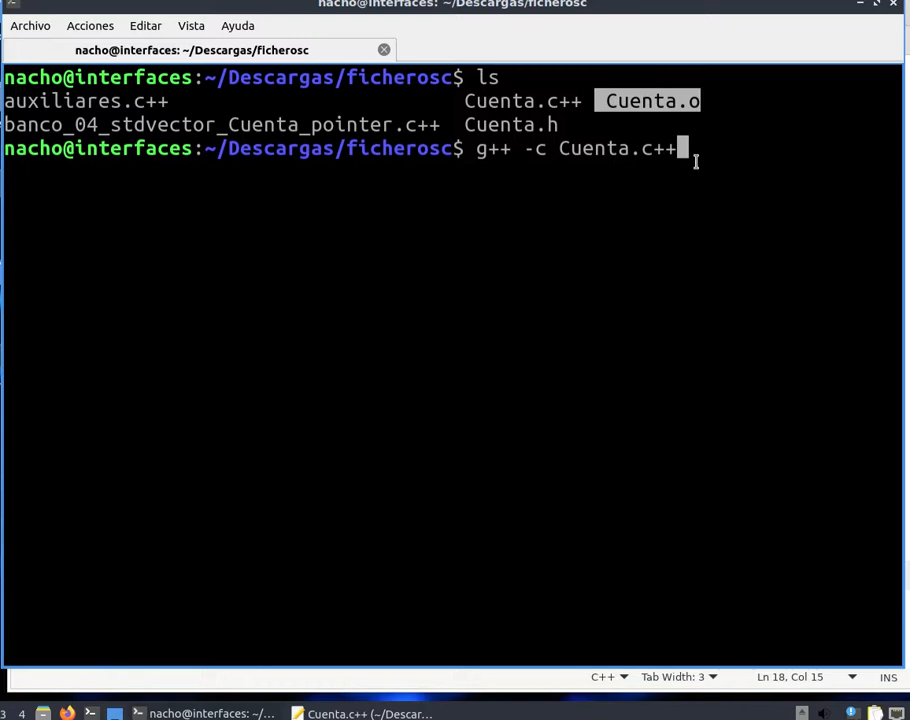 nacho@interfaces: ~/Descargas/ficherosc
Archivo Acciones Editar Vista Ayuda
nacho@interfaces: ~/Descargas/ficherosc
nacho@interfaces:~/Descargas/ficherosc$ ls
auxiliares.c++ Cuenta.c++ Cuenta.o
banco_04_stdvector_Cuenta_pointer.c++ Cuenta.h
nacho@interfaces:~/Descargas/ficherosc$ g++ -c Cuenta.c++
C++ Tab Width: 3 Ln 18, Col 15 INS
3 4 nacho@interfaces: ~/... Cuenta.c++ (~/Descar...